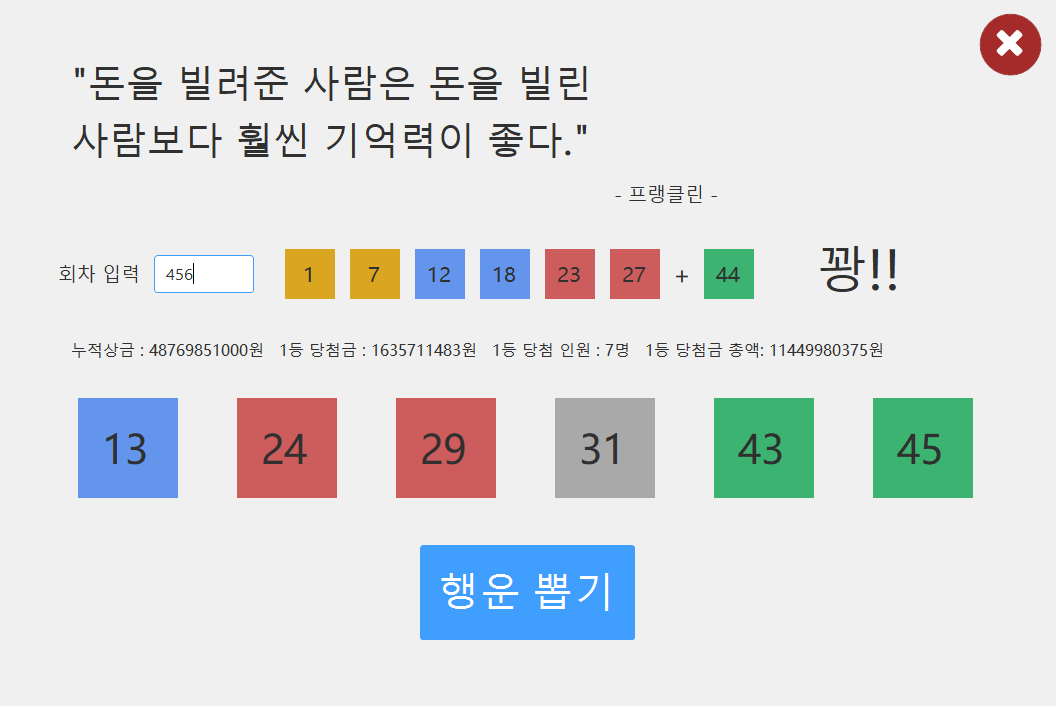 "돈을 빌려준 사람은 돈을 빌린
사람보다 훨씬 기억력이 좋다."
- 프랭클린 -
회차 입력 456 1 7 12 18 23 27 + 44 꽝!!
누적상금 : 48769851000원 1등 당첨금 : 1635711483원 1등 당첨 인원 : 7명 1등 당첨금 총액: 11449980375원
13 24 29 31 43 45
행운 뽑기